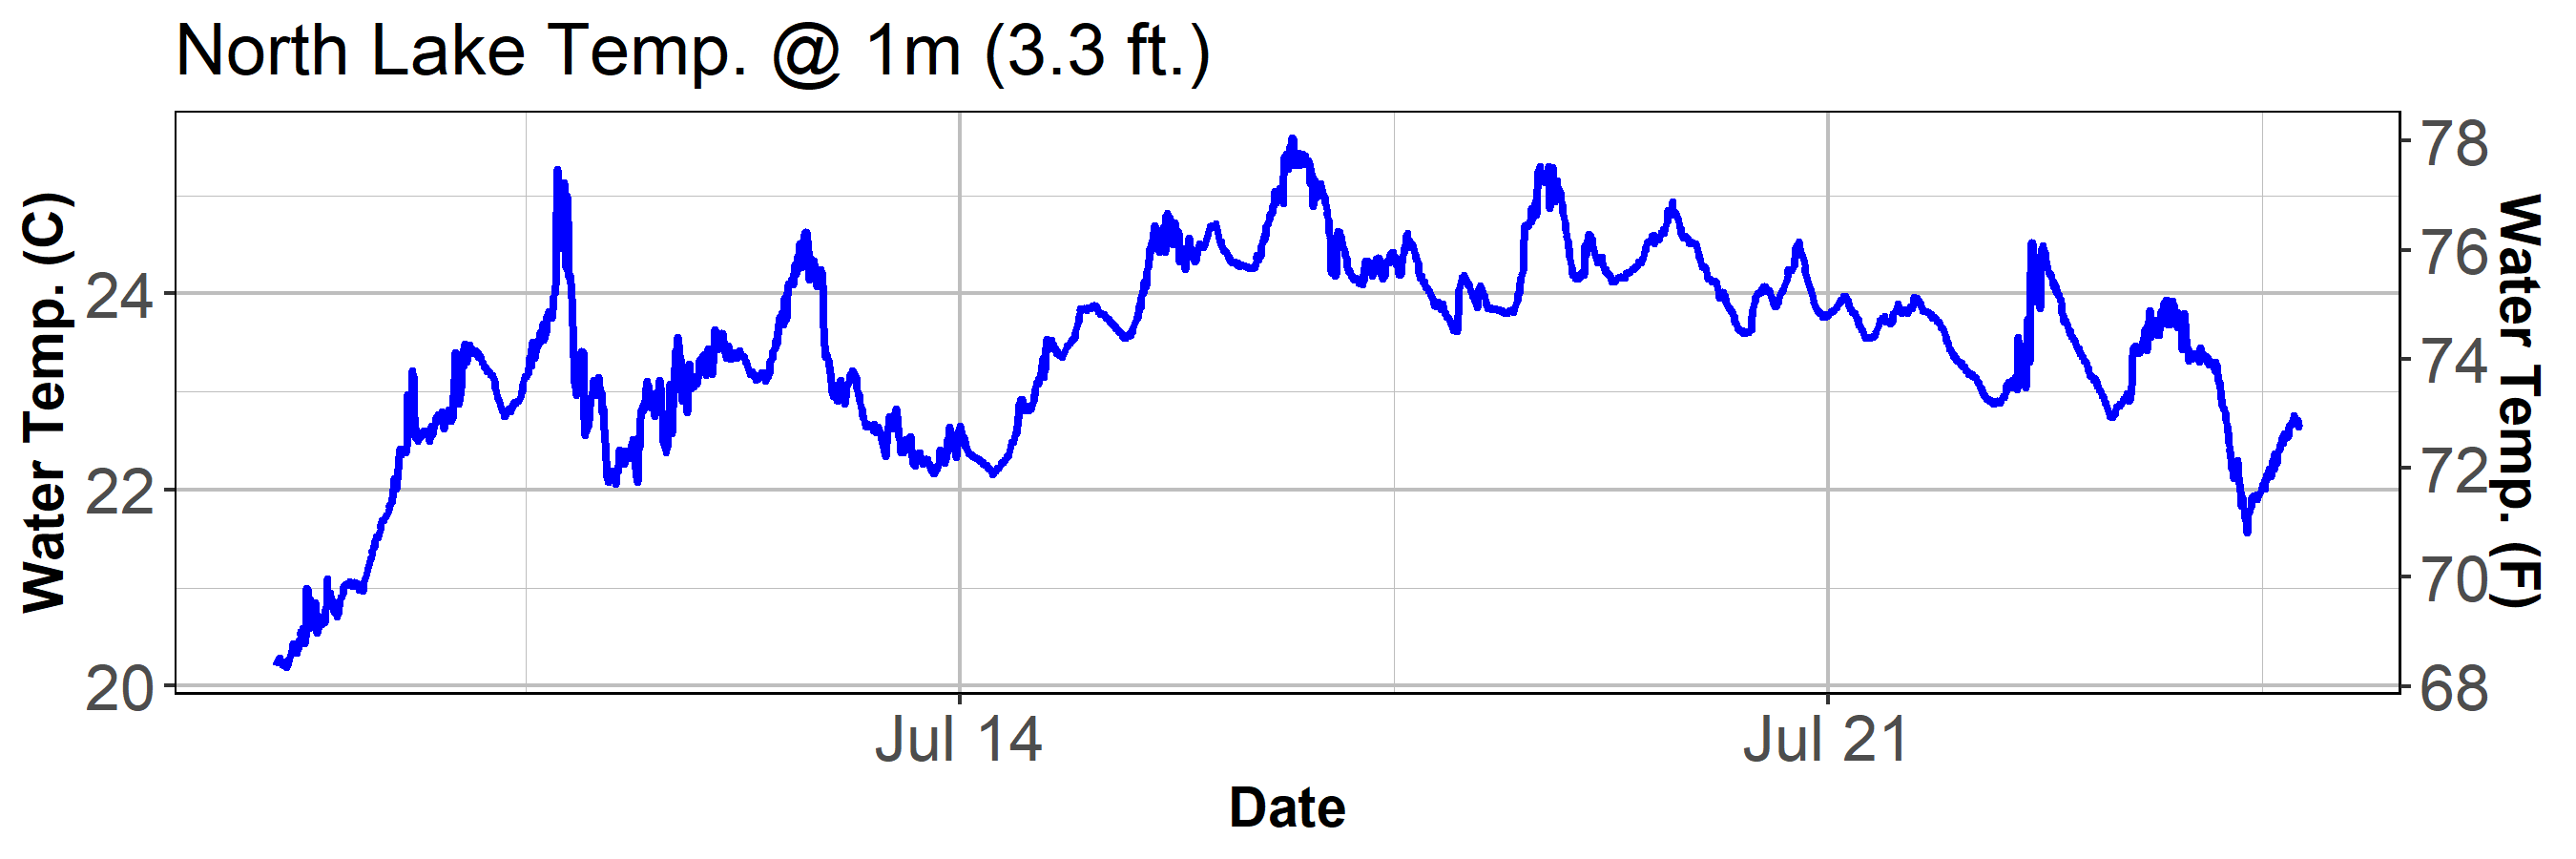 North Lake Temp. @ 1m (3.3 ft.)
Water Temp. (C)
24
22
20
78
76
74
72
70
68
Water Temp. (F)
Jul 14
Jul 21
Date